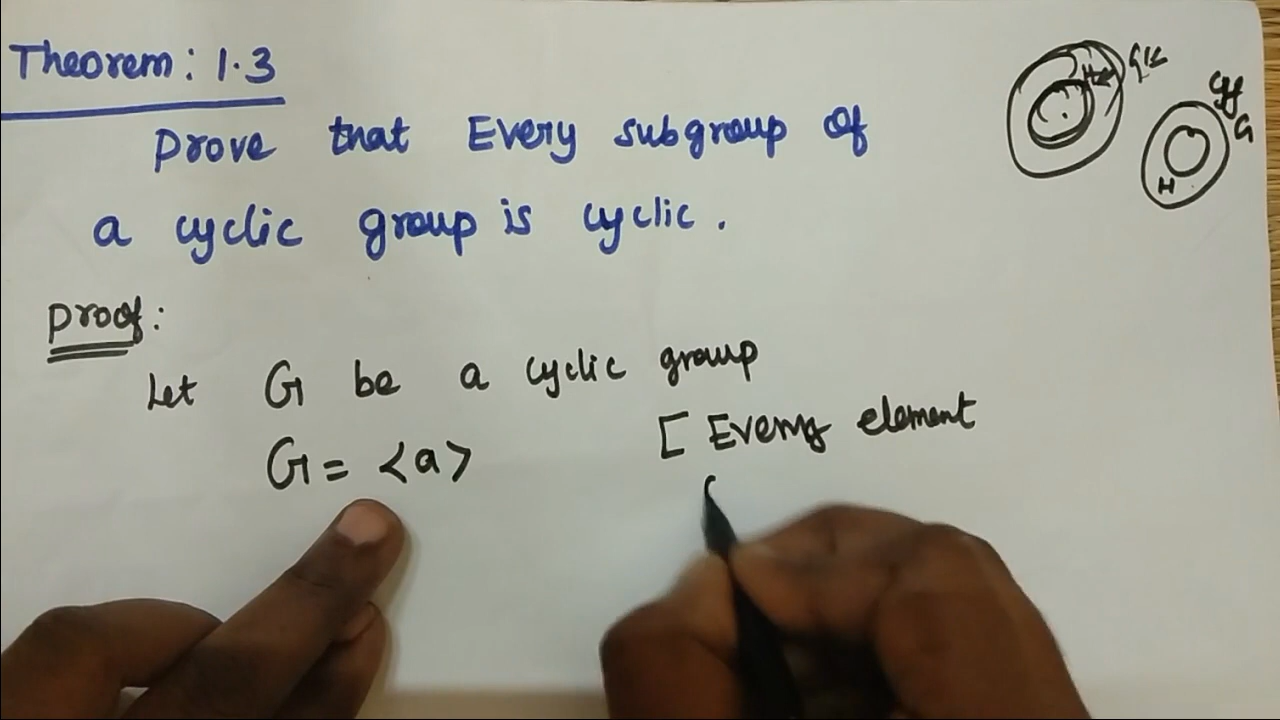 Theorem: 1.3
Prove that Every subgroup of
a cyclic group is cyclic.
Proof:
Let G be a cyclic group
G = <a>
[ Every element
H
G
H